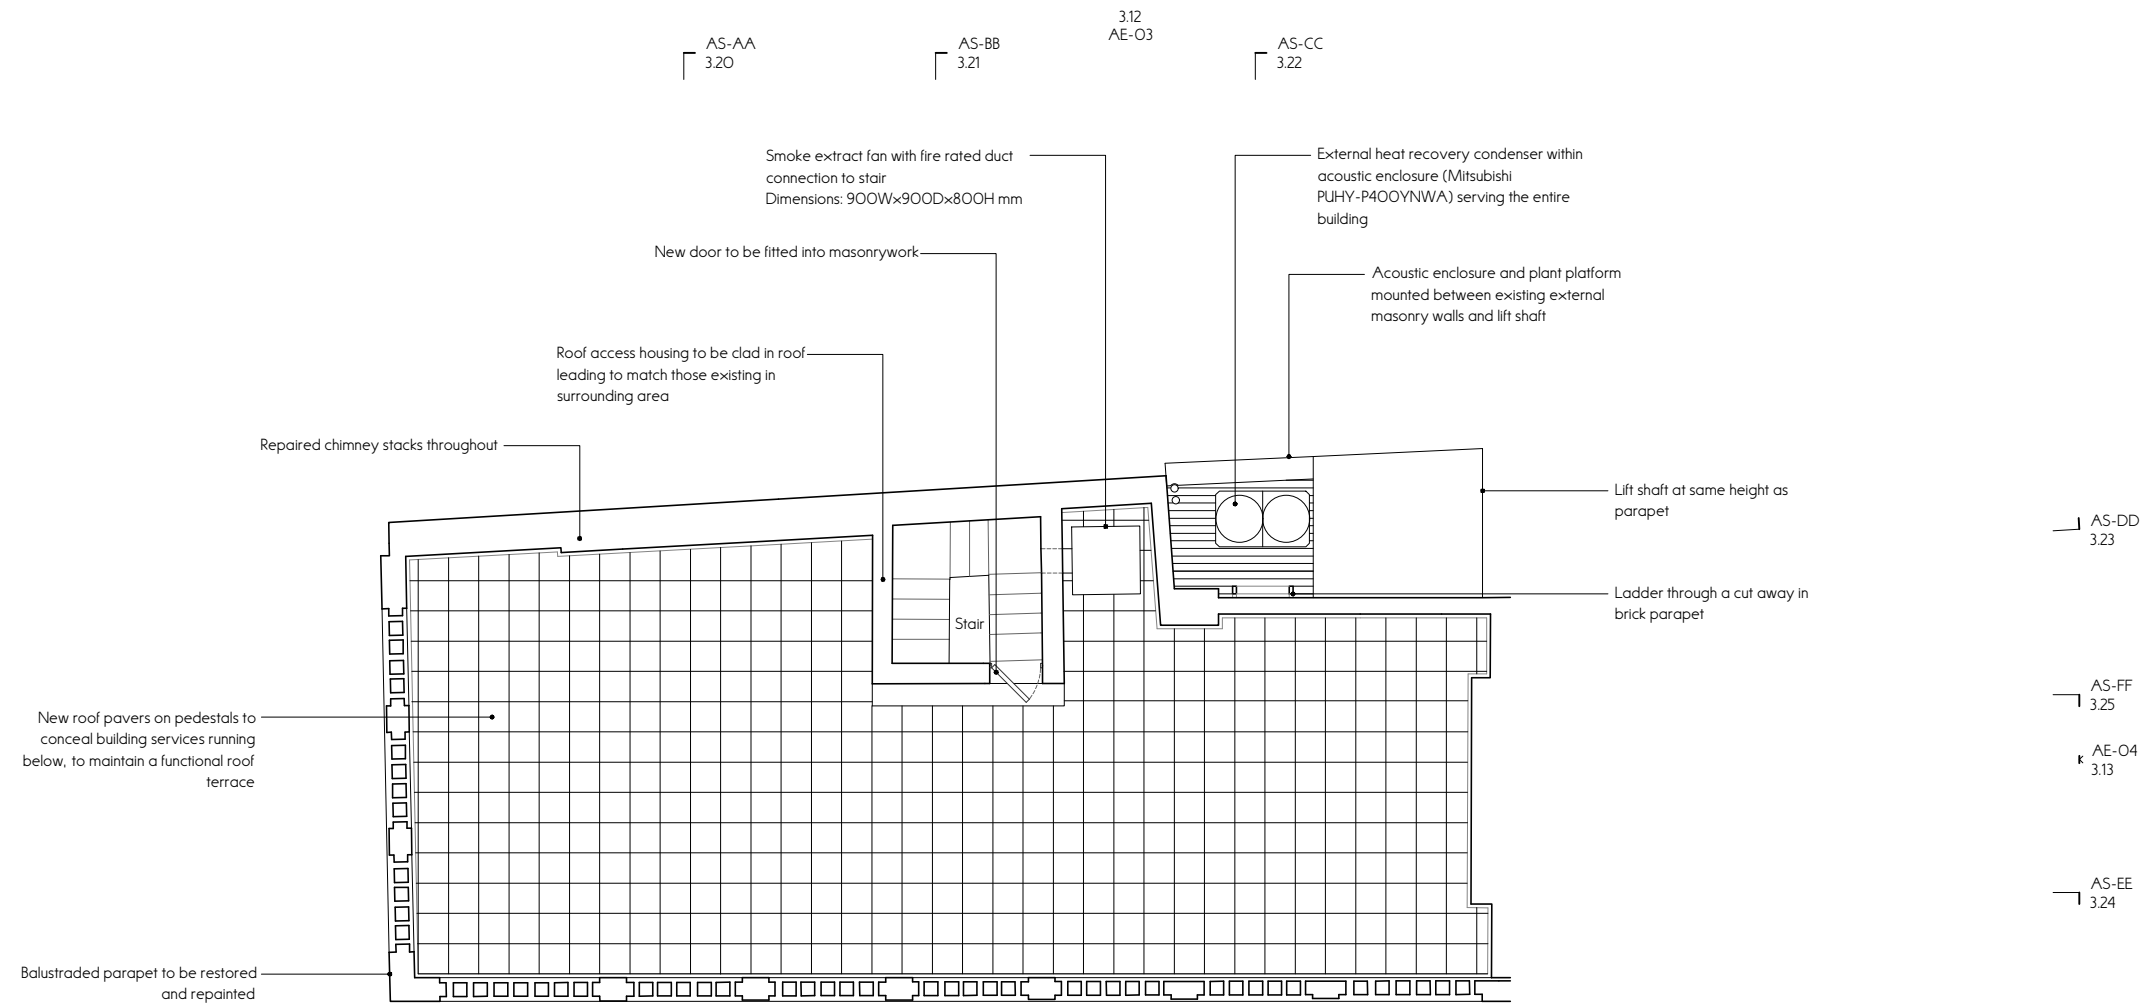 3.12
AE-03
AS-AA
3.20
AS-BB
3.21
AS-CC
3.22
Smoke extract fan with fire rated duct
connection to stair
Dimensions: 900Wx900Dx800H mm
External heat recovery condenser within
acoustic enclosure (Mitsubishi
PUHY-P400YNWA) serving the entire
building
New door to be fitted into masonrywork
Acoustic enclosure and plant platform
mounted between existing external
masonry walls and lift shaft
Roof access housing to be clad in roof
leading to match those existing in
surrounding area
Repaired chimney stacks throughout
Lift shaft at same height as
parapet
AS-DD
3.23
Ladder through a cut away in
brick parapet
Stair
AS-FF
3.25
New roof pavers on pedestals to
conceal building services running
below, to maintain a functional roof
terrace
AE-04
3.13
AS-EE
3.24
Balustraded parapet to be restored
and repainted